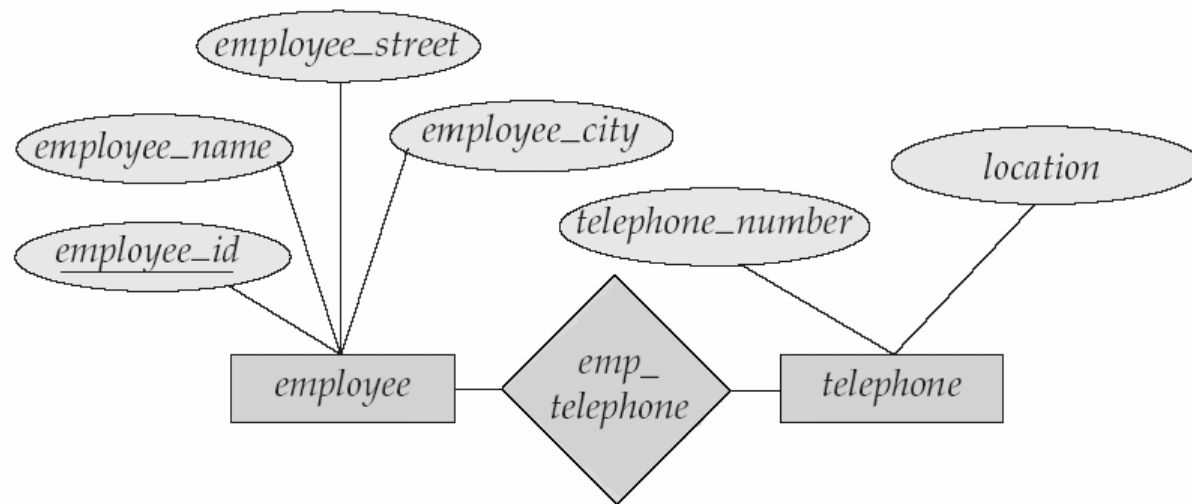 employee_street
employee_name
employee_city
location
telephone_number
employee_id
employee
emp_
telephone
telephone